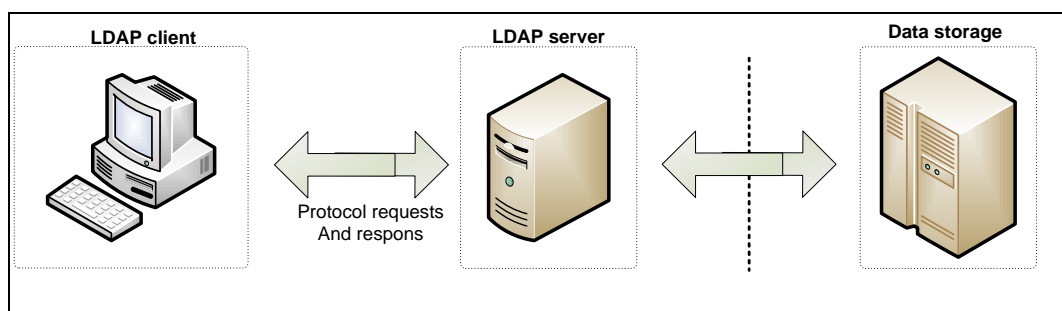 LDAP client
LDAP server
Data storage
Protocol requests
And respons